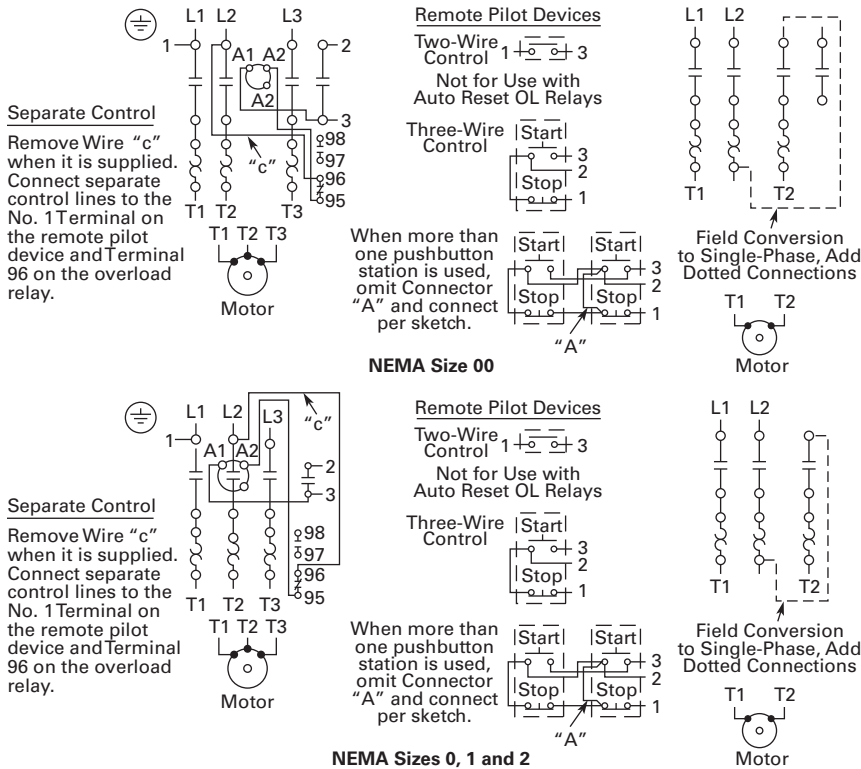 L1 L2 L3
1 2
A1 A2
A2
3
98
97
"c" 96
95
T1 T2 T3
T1 T2 T3
Motor
Separate Control
Remove Wire "c"
when it is supplied.
Connect separate
control lines to the
No. 1 Terminal on
the remote pilot
device and Terminal
96 on the overload
relay.
Remote Pilot Devices
Two-Wire
Control 1 3
Not for Use with
Auto Reset OL Relays
Three-Wire
Control
Start
3
2
Stop
1
When more than
one pushbutton
station is used,
omit Connector
"A" and connect
per sketch.
Start Start
3
2
Stop Stop
1
"A"
L1 L2
T1 T2
Field Conversion
to Single-Phase, Add
Dotted Connections
T1 T2
Motor
NEMA Size 00
L1 L2 L3
"c"
1
A1 A2
2
3
98
97
96
95
T1 T2 T3
T1 T2 T3
Motor
Separate Control
Remove Wire "c"
when it is supplied.
Connect separate
control lines to the
No. 1 Terminal on
the remote pilot
device and Terminal
96 on the overload
relay.
Remote Pilot Devices
Two-Wire
Control 1 3
Not for Use with
Auto Reset OL Relays
Three-Wire
Control
Start
3
2
Stop
1
When more than
one pushbutton
station is used,
omit Connector
"A" and connect
per sketch.
Start Start
3
2
Stop Stop
1
"A"
L1 L2
T1 T2
Field Conversion
to Single-Phase, Add
Dotted Connections
T1 T2
Motor
NEMA Sizes 0, 1 and 2